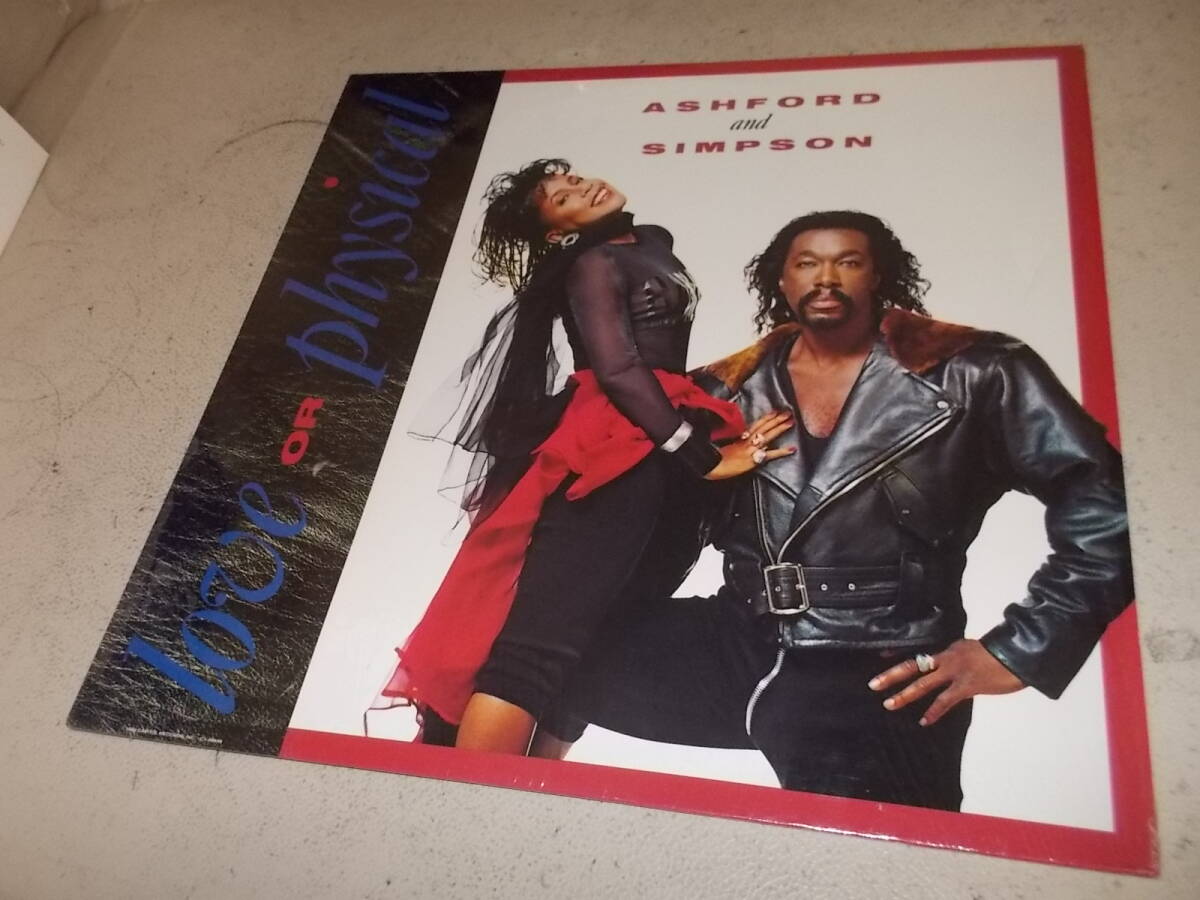 ASHFORD
and
SIMPSON
love OR physical